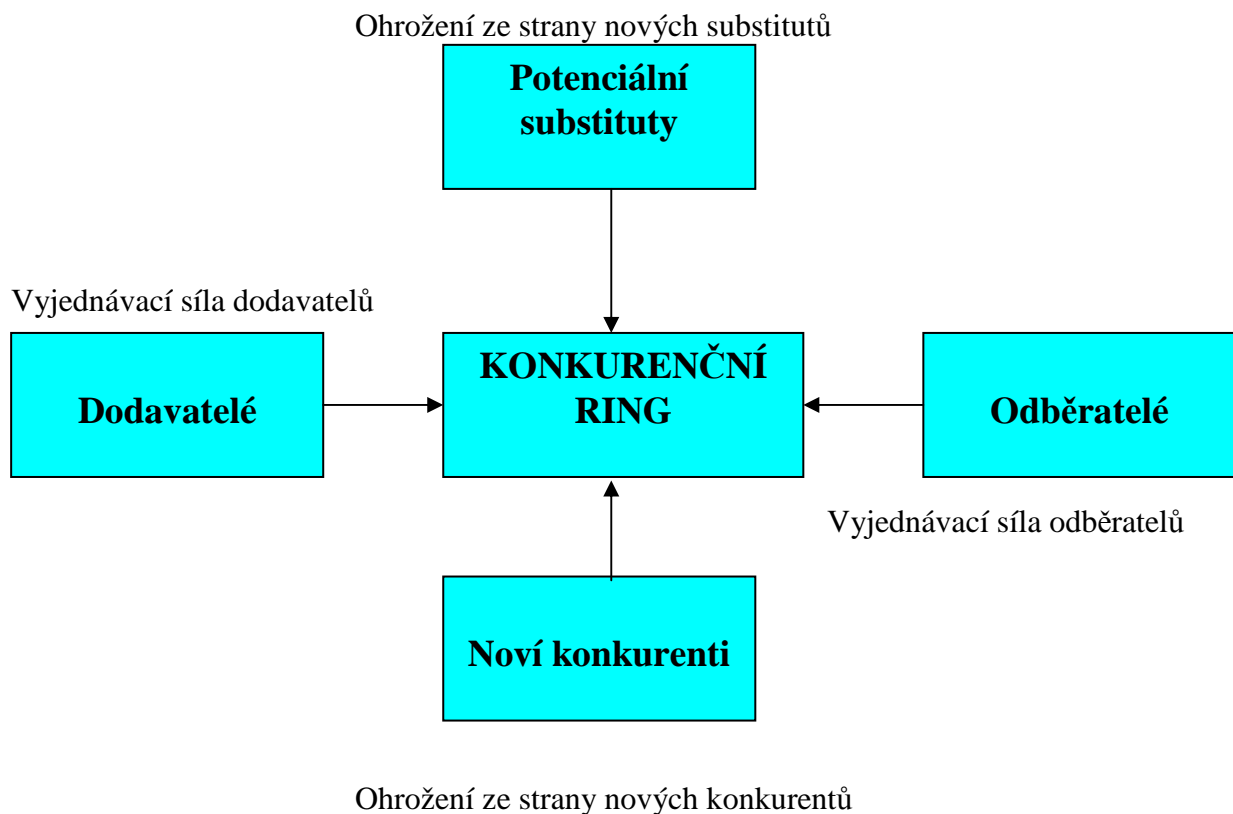 Ohrožení ze strany nových substitutů
Potenciální
substituty
Vyjednávací síla dodavatelů
Dodavatelé
KONKURENČNÍ
RING
Odběratelé
Vyjednávací síla odběratelů
Noví konkurenti
Ohrožení ze strany nových konkurentů